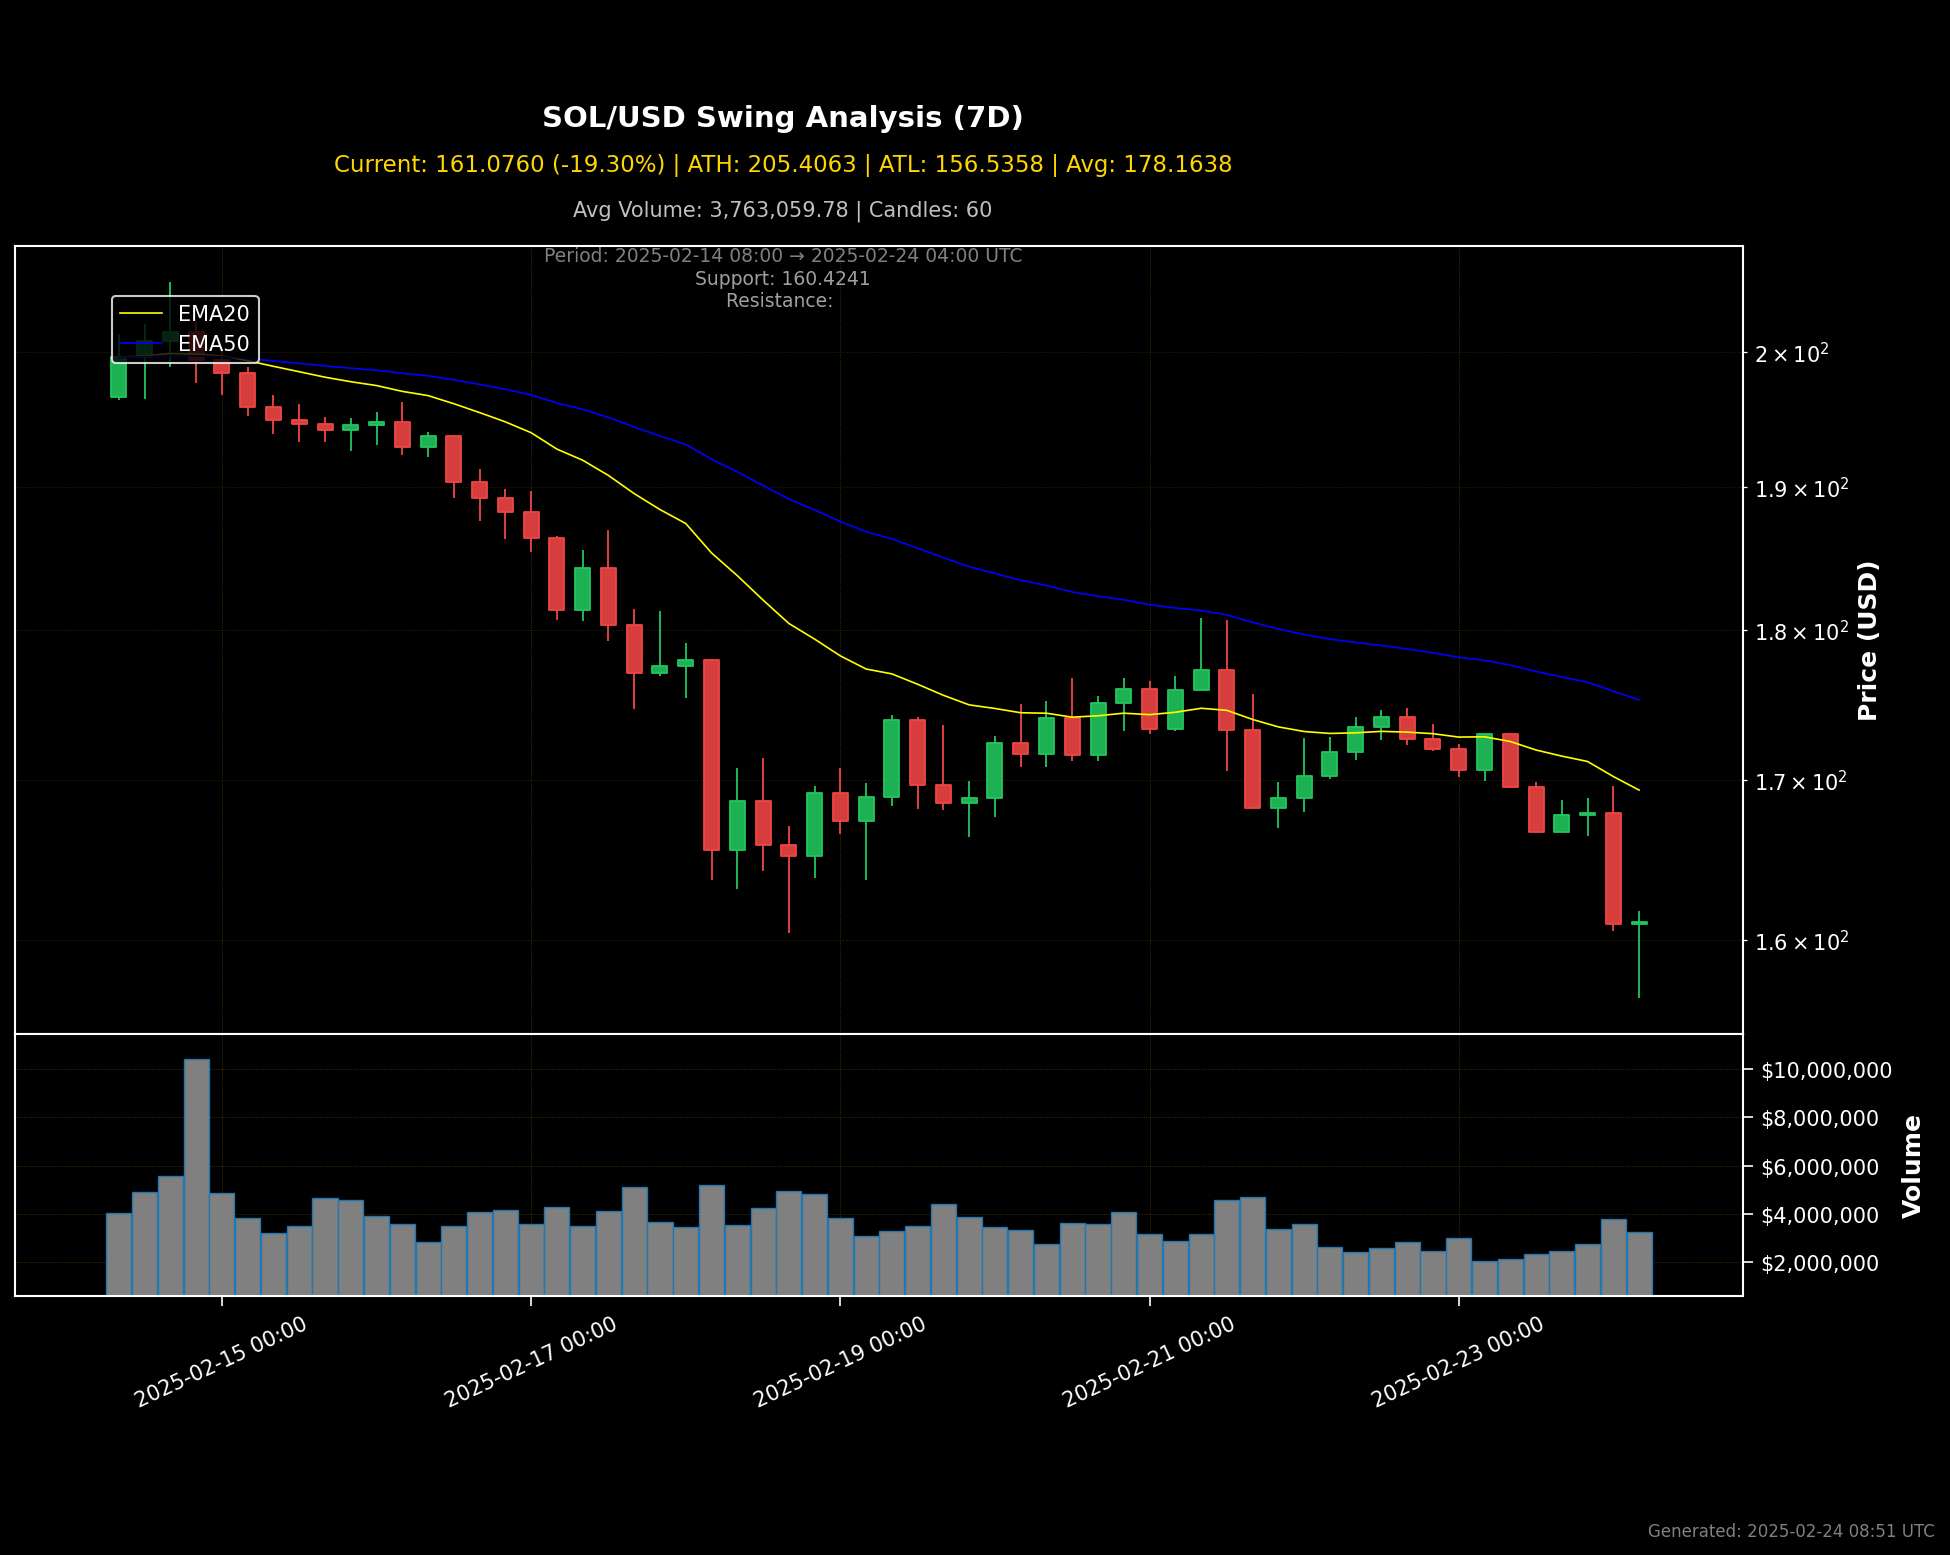 SOL/USD Swing Analysis (7D)
Current: 161.0760 (-19.30%) | ATH: 205.4063 | ATL: 156.5358 | Avg: 178.1638
Avg Volume: 3,763,059.78 | Candles: 60
Period: 2025-02-14 08:00 → 2025-02-24 04:00 UTC
Support: 160.4241
Resistance:
EMA20
EMA50
2 × 10²
1.9 × 10²
1.8 × 10²
1.7 × 10²
1.6 × 10²
Price (USD)
$10,000,000
$8,000,000
$6,000,000
$4,000,000
$2,000,000
Volume
2025-02-15 00:00
2025-02-17 00:00
2025-02-19 00:00
2025-02-21 00:00
2025-02-23 00:00
Generated: 2025-02-24 08:51 UTC